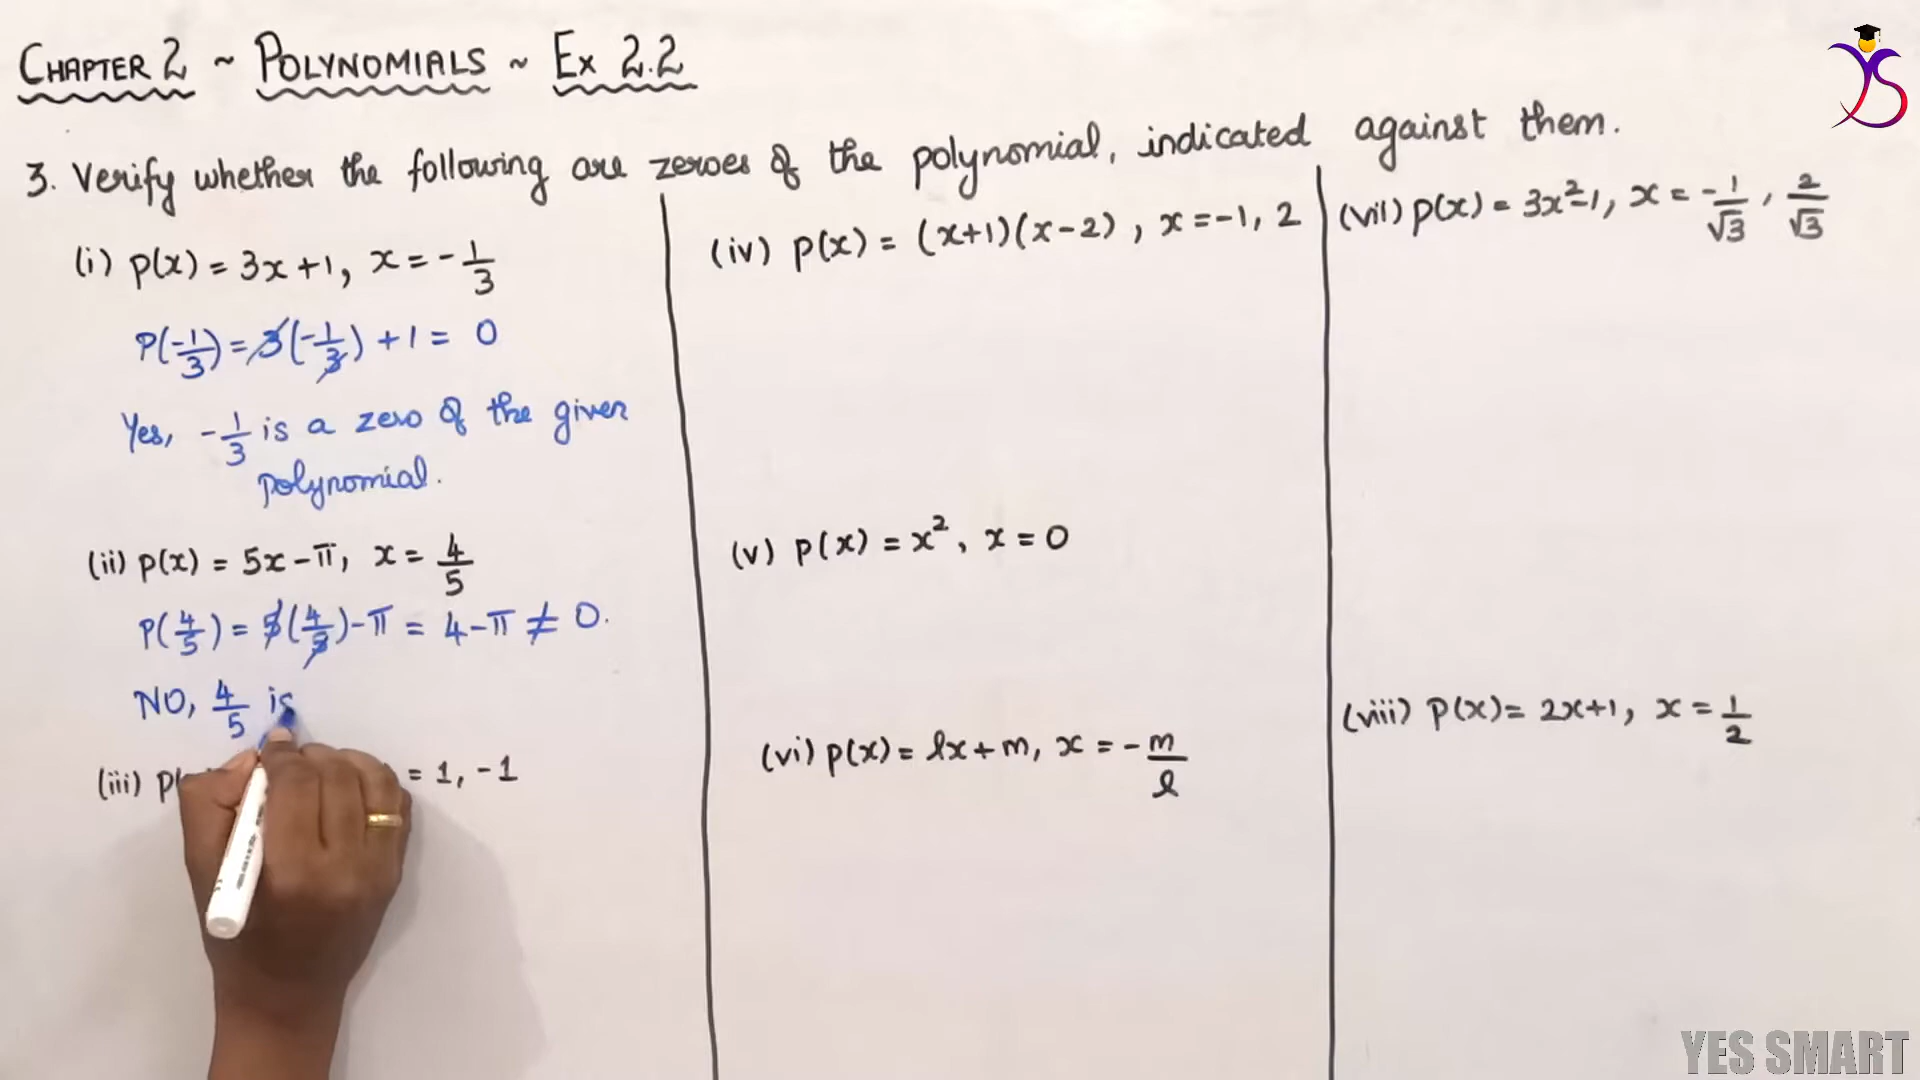 CHAPTER 2 ~ POLYNOMIALS ~ Ex 2.2
3. Verify whether the following are zeroes of the polynomial, indicated against them.
(i) p(x) = 3x+1, x = -1/3
P(-1/3) = 3(-1/3) + 1 = 0
Yes, -1/3 is a zero of the given
polynomial.
(ii) p(x) = 5x-π, x = 4/5
P(4/5) = 5(4/5)-π = 4-π ≠ 0.
NO, 4/5 is
(iii) p = 1, -1
(iv) p(x) = (x+1)(x-2), x = -1, 2
(v) p(x) = x², x = 0
(vi) p(x) = lx + m, x = -m/l
(vii) p(x) = 3x²-1, x = -1/√3, 2/√3
(viii) p(x) = 2x+1, x = 1/2
YES SMART